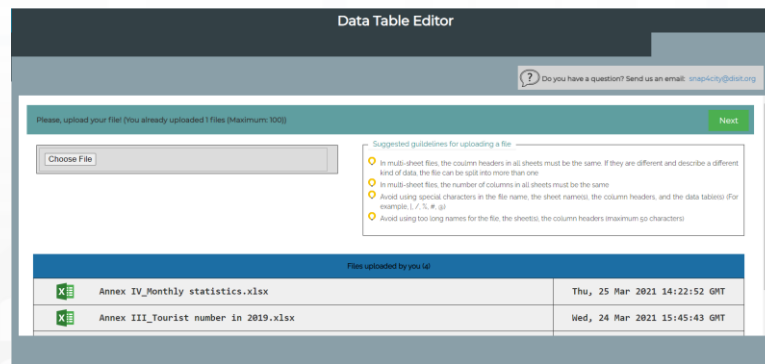 Data Table Editor
? Do you have a question? Send us an email: snap4city@disit.org
Please, upload your file! (You already uploaded 1 files (Maximum: 100))
Next
Choose File
Suggested guildelines for uploading a file
In multi-sheet files, the coulmn headers in all sheets must be the same. If they are different and describe a different
kind of data, the file can be split into more than one
In multi-sheet files, the number of columns in all sheets must be the same
Avoid using special characters in the file name, the sheet name(s), the column headers, and the data table(s) (For
example, (, /, %, #, @,)
Avoid using too long names for the file, the sheet(s), the column headers (maximum 50 characters)
Files uploaded by you (4)
Annex IV_Monthly statistics.xlsx
Thu, 25 Mar 2021 14:22:52 GMT
Annex III_Tourist number in 2019.xlsx
Wed, 24 Mar 2021 15:45:43 GMT